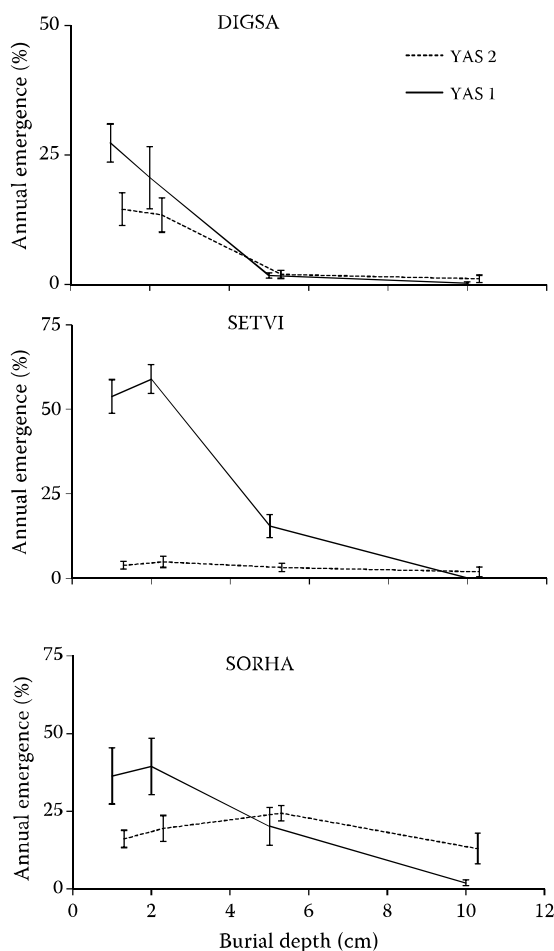 DIGSA
50
YAS 2
YAS 1
25
0
Annual emergence (%)
SETVI
75
50
25
0
Annual emergence (%)
SORHA
75
50
25
0
Annual emergence (%)
0 2 4 6 8 10 12
Burial depth (cm)